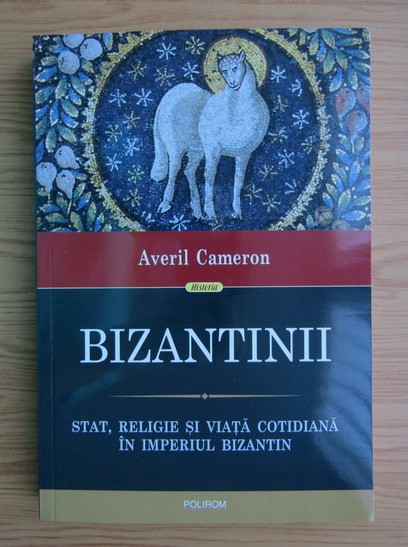 Averil Cameron
Historia
BIZANTINII
STAT, RELIGIE ȘI VIAȚĂ COTIDIANĂ
ÎN IMPERIUL BIZANTIN
POLIROM